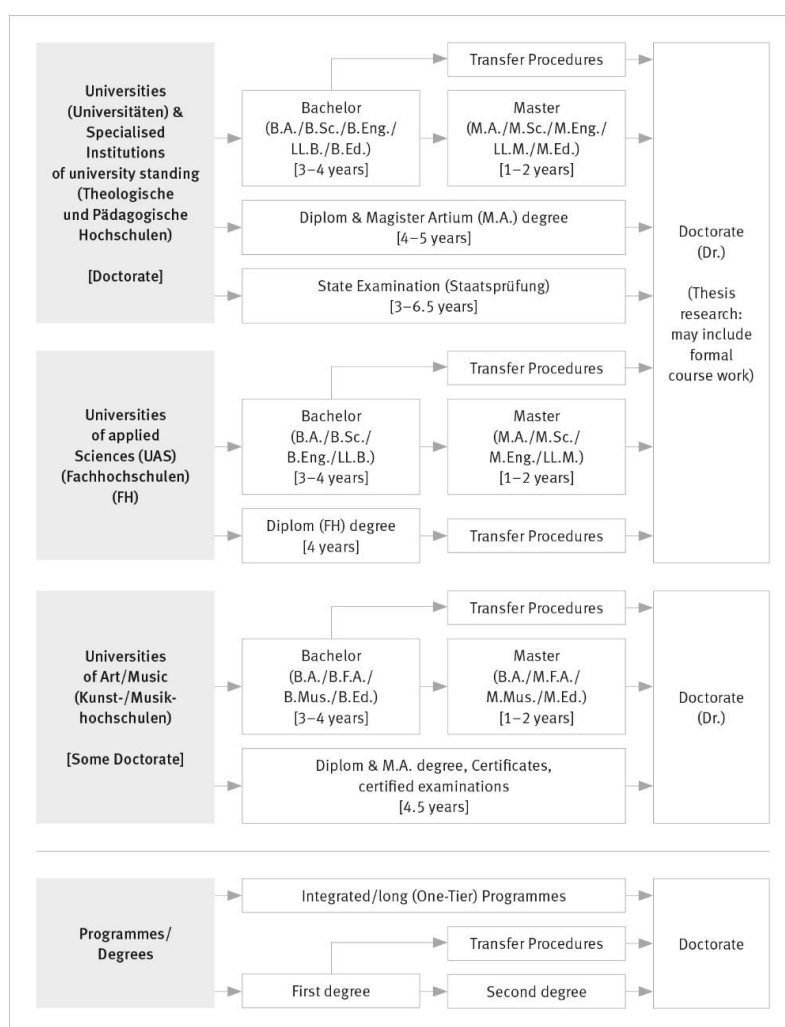 Universities
(Universitäten) &
Specialised
Institutions
of university standing
(Theologische
und Pädagogische
Hochschulen)
[Doctorate]
Transfer Procedures
Bachelor
(B.A./B.Sc./B.Eng./
LL.B./B.Ed.)
[3–4 years]
Master
(M.A./M.Sc./M.Eng./
LL.M./M.Ed.)
[1–2 years]
Diplom & Magister Artium (M.A.) degree
[4–5 years]
State Examination (Staatsprüfung)
[3–6.5 years]
Doctorate
(Dr.)
(Thesis
research:
may include
formal
course work)
Universities
of applied
Sciences (UAS)
(Fachhochschulen)
(FH)
Transfer Procedures
Bachelor
(B.A./B.Sc./
B.Eng./LL.B.)
[3–4 years]
Master
(M.A./M.Sc./
M.Eng./LL.M.)
[1–2 years]
Diplom (FH) degree
[4 years]
Transfer Procedures
Universities
of Art/Music
(Kunst-/Musik-
hochschulen)
[Some Doctorate]
Transfer Procedures
Bachelor
(B.A./B.F.A./
B.Mus./B.Ed.)
[3–4 years]
Master
(B.A./M.F.A./
M.Mus./M.Ed.)
[1–2 years]
Diplom & M.A. degree, Certificates,
certified examinations
[4.5 years]
Doctorate
(Dr.)
Programmes/
Degrees
Integrated/long (One-Tier) Programmes
Transfer Procedures
First degree
Second degree
Doctorate